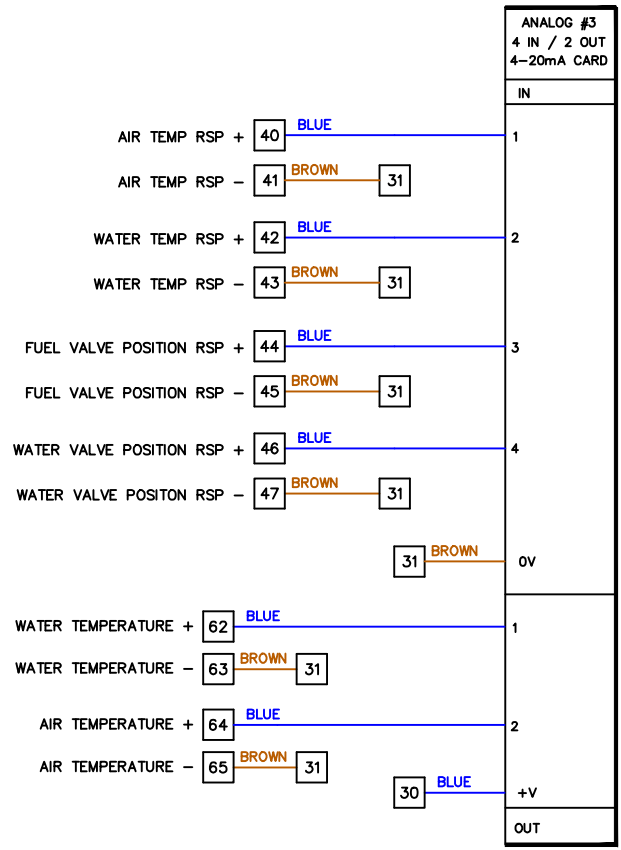 ANALOG #3
4 IN / 2 OUT
4-20mA CARD
IN
AIR TEMP RSP + 40 BLUE 1
AIR TEMP RSP - 41 BROWN 31
WATER TEMP RSP + 42 BLUE 2
WATER TEMP RSP - 43 BROWN 31
FUEL VALVE POSITION RSP + 44 BLUE 3
FUEL VALVE POSITION RSP - 45 BROWN 31
WATER VALVE POSITION RSP + 46 BLUE 4
WATER VALVE POSITON RSP - 47 BROWN 31
31 BROWN 0V
WATER TEMPERATURE + 62 BLUE 1
WATER TEMPERATURE - 63 BROWN 31
AIR TEMPERATURE + 64 BLUE 2
AIR TEMPERATURE - 65 BROWN 31
30 BLUE +V
OUT